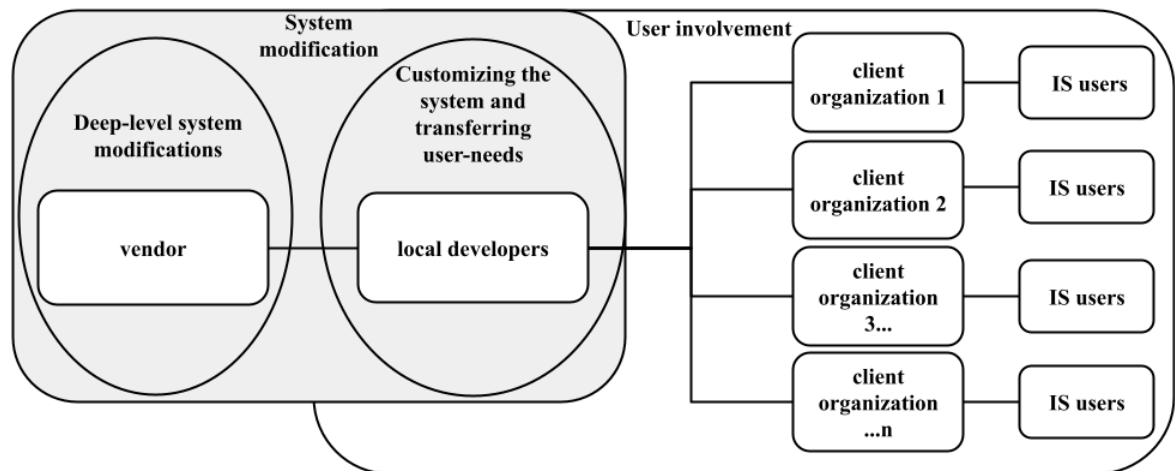 System
modification
User involvement
Deep-level system
modifications
vendor
Customizing the
system and
transferring
user-needs
local developers
client
organization 1
IS users
client
organization 2
IS users
client
organization
3...
IS users
client
organization
...n
IS users